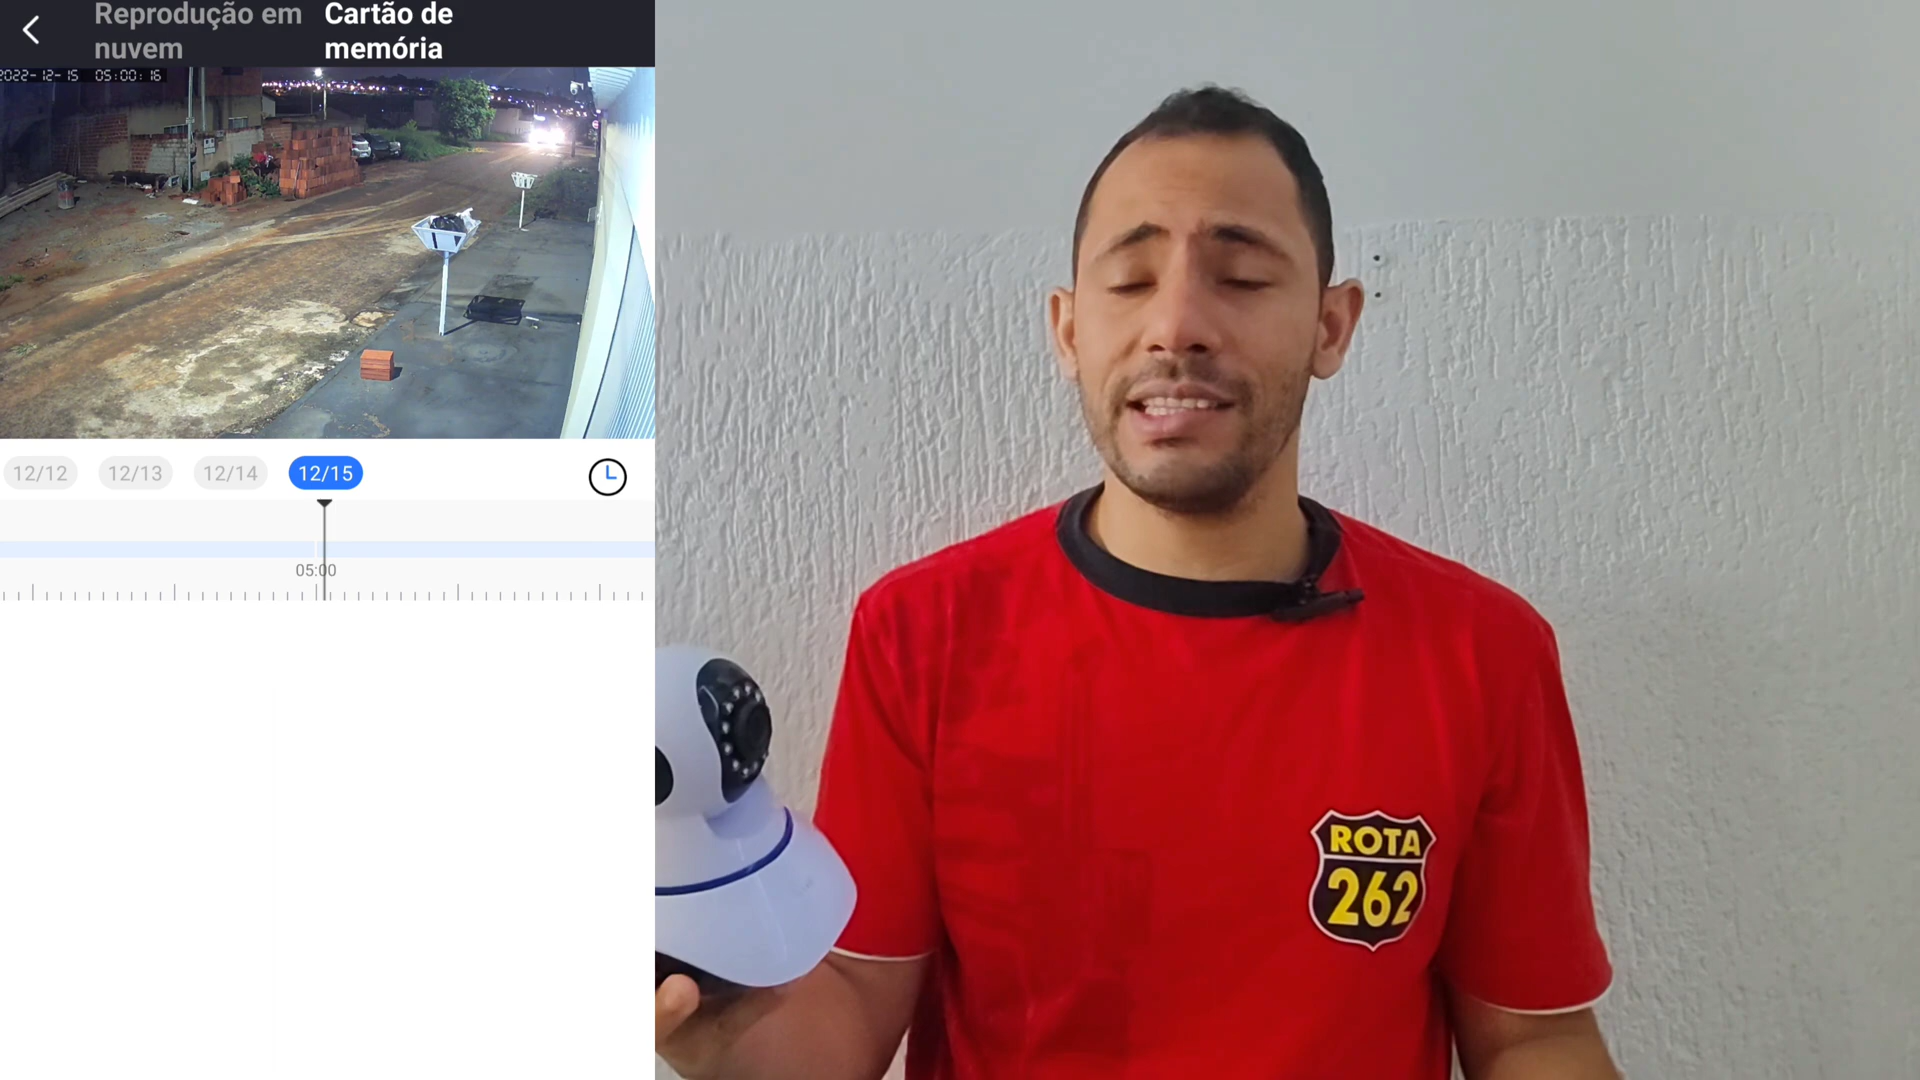 Reprodução em
nuvem
Cartão de
memória
2022-12-15 05:00:16
12/12
12/13
12/14
12/15
05:00
ROTA
262